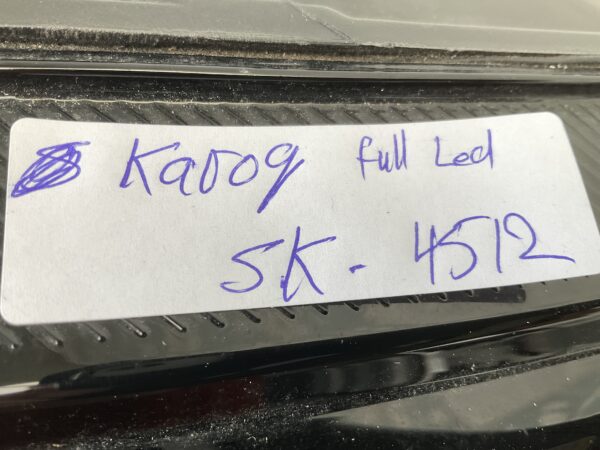 Karoq full Led
SK - 4512